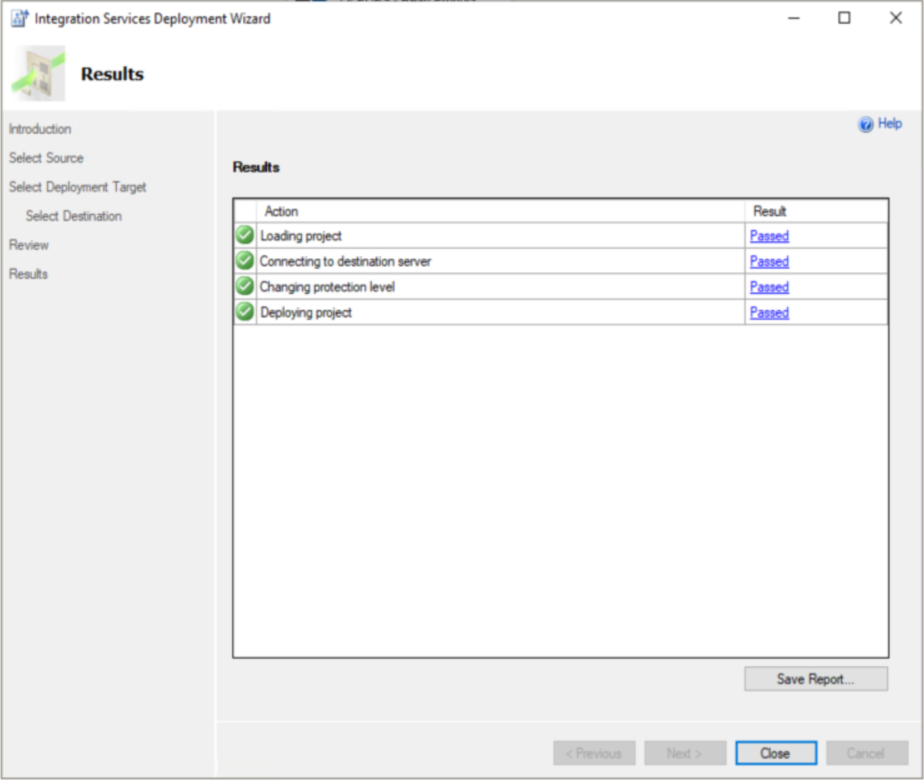 Integration Services Deployment Wizard
Results
Introduction
Select Source
Select Deployment Target
Select Destination
Review
Results
Help
Results
Action Result
Loading project Passed
Connecting to destination server Passed
Changing protection level Passed
Deploying project Passed
Save Report...
< Previous Next > Close Cancel